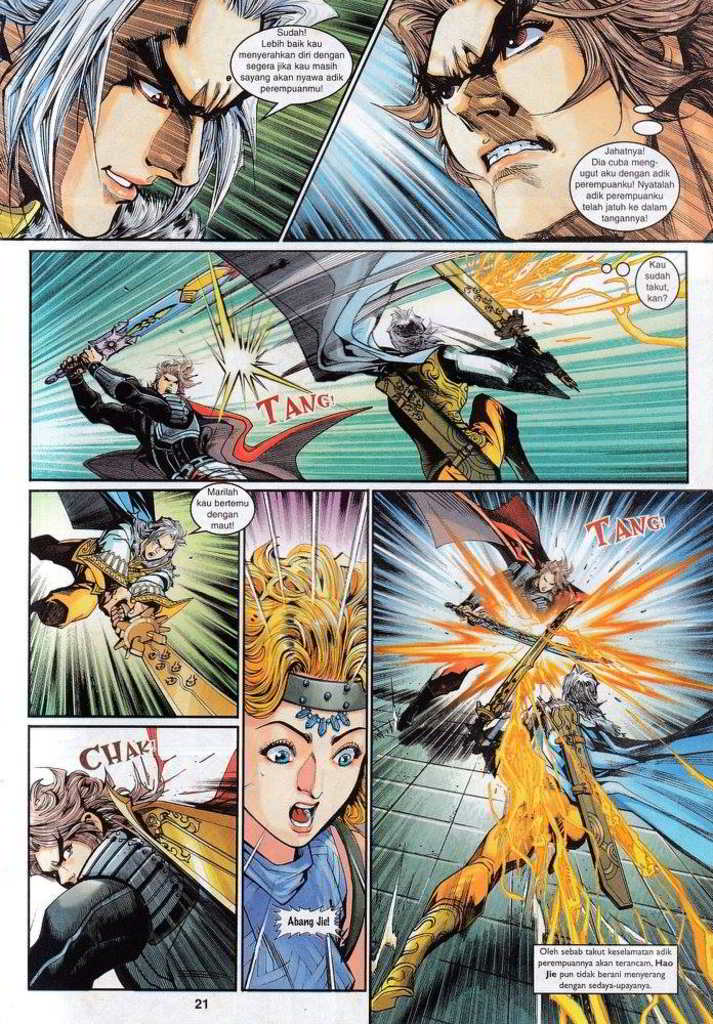 Sudah!
Lebih baik kau
menyerahkan diri dengan
segera jika kau masih
sayang akan nyawa adik
perempuanmu!
Jahatnya!
Dia cuba meng-
ugut aku dengan adik
perempuanku! Nyatalah
adik perempuanku
telah jatuh ke dalam
tangannya!
Kau
sudah
takut,
kan?
TANG!
Marilah
kau bertemu
dengan
maut!
CHAK!
Abang Jie!
TANG!
Oleh sebab takut keselamatan adik
perempuannya akan terancam, Hao
Jie pun tidak berani menyerang
dengan sedaya-upayanya.
21